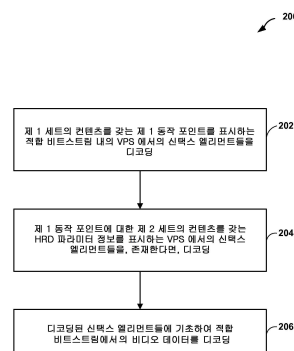 제 1 세트의 컨텐츠를 갖는 제 1 동작 포인트를 표시하는
적합 비트스트림 내의 VPS 에서의 신택스 엘리먼트들을
디코딩
202
제 1 동작 포인트에 대한 제 2 세트의 컨텐츠를 갖는
HRD 파라미터 정보를 표시하는 VPS 에서의 신택스
엘리먼트들을, 존재한다면, 디코딩
204
디코딩된 신택스 엘리먼트들에 기초하여 적합
비트스트림에서의 비디오 데이터를 디코딩
206